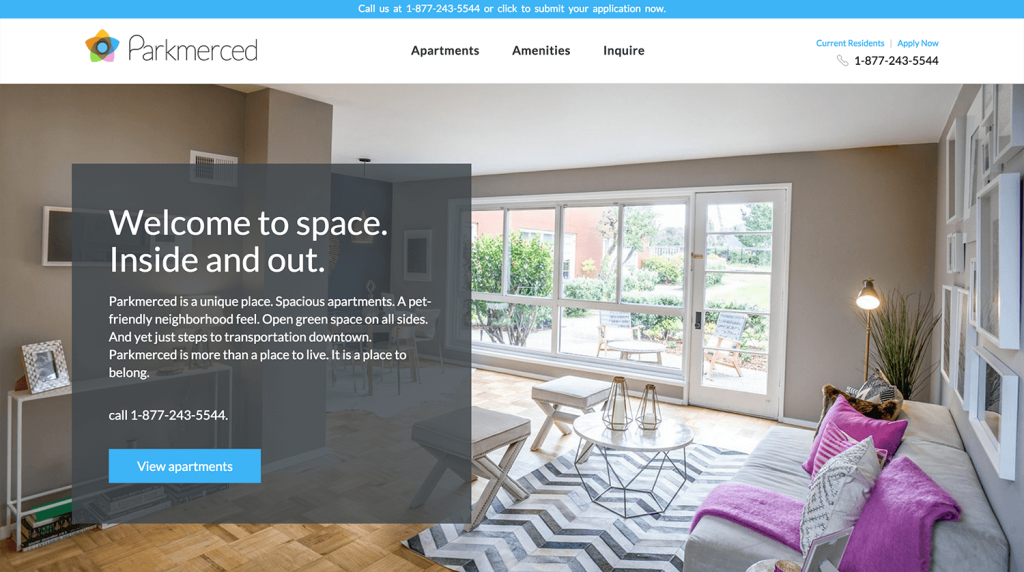 Call us at 1-877-243-5544 or click to submit your application now.
Parkmerced
Apartments
Amenities
Inquire
Current Residents | Apply Now
1-877-243-5544
Welcome to space.
Inside and out.
Parkmerced is a unique place. Spacious apartments. A pet-
friendly neighborhood feel. Open green space on all sides.
And yet just steps to transportation downtown.
Parkmerced is more than a place to live. It is a place to
belong.
call 1-877-243-5544.
View apartments